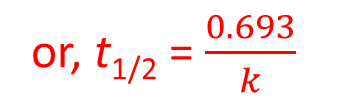 or, t₁/₂ = 0.693/k